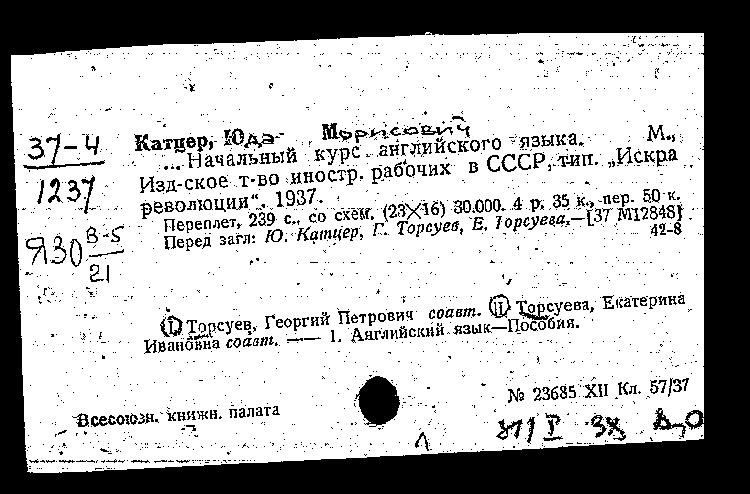 37-4
1237
Я30 В-5
21
Катцер, Юда Морисович
... Начальный курс английского языка. М.,
Изд-ское т-во иностр. рабочих в СССР, тип. „Искра
революции“. 1937.
Переплет, 239 с., со схем. (23×16) 30.000. 4 р. 35 к., пер. 50 к.
Перед загл: Ю. Катцер, Г. Торсуев, Е. Торсуева.—[37 М12848]
42-8
I. Торсуев, Георгий Петрович соавт. II. Торсуева, Екатерина
Ивановна соавт. —— 1. Английский язык—Пособия.
№ 23685 XII Кл. 57/37
Всесоюзн. книжн. палата